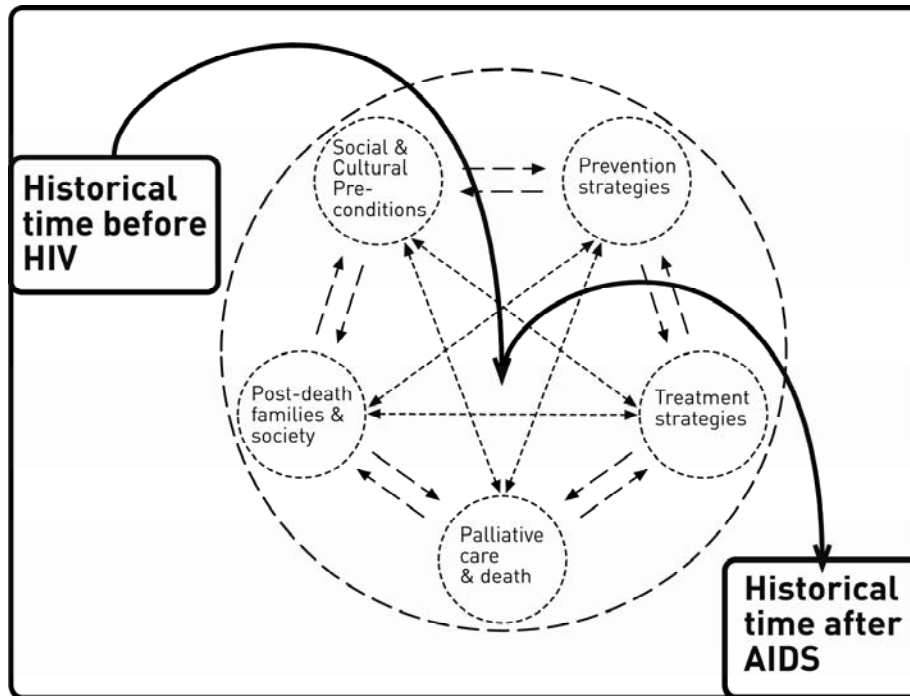 Historical
time before
HIV
Social &
Cultural
Pre-
conditions
Prevention
strategies
Post-death
families &
society
Treatment
strategies
Palliative
care
& death
Historical
time after
AIDS